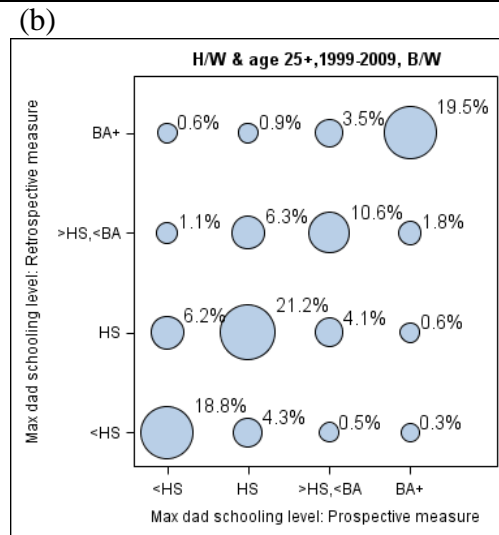 (b)
H/W & age 25+,1999-2009, B/W
Max dad schooling level: Retrospective measure
BA+
0.6%
0.9%
3.5%
19.5%
>HS,<BA
1.1%
6.3%
10.6%
1.8%
HS
6.2%
21.2%
4.1%
0.6%
<HS
18.8%
4.3%
0.5%
0.3%
<HS HS >HS,<BA BA+
Max dad schooling level: Prospective measure